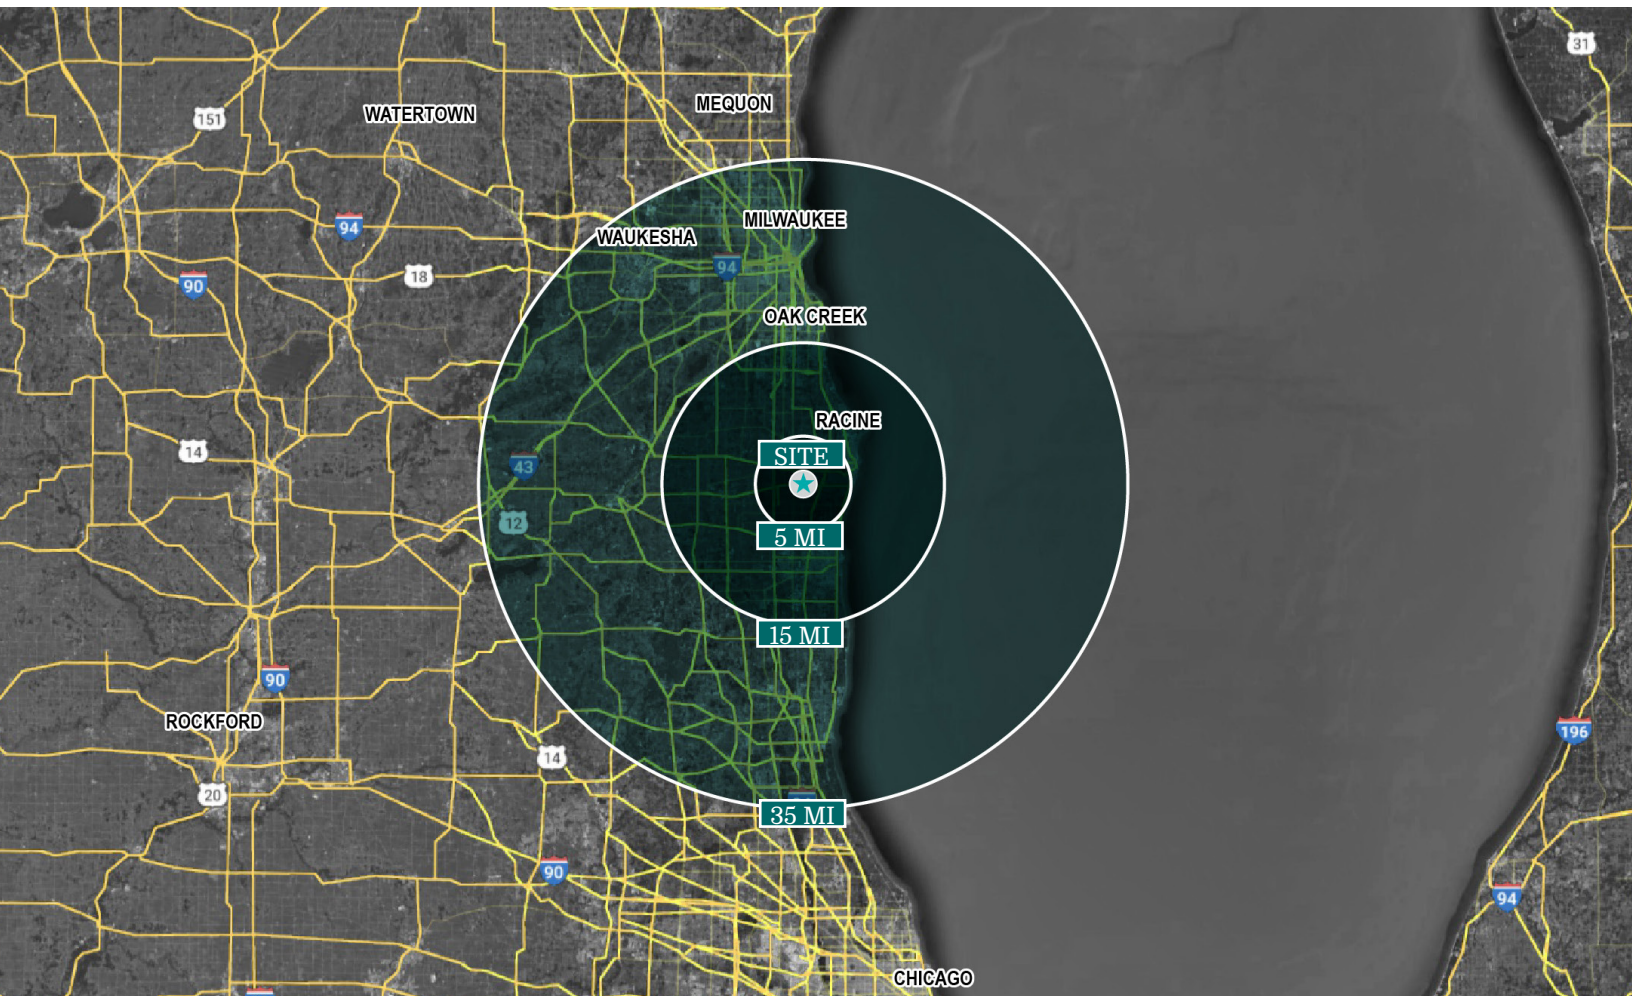 31
MEQUON
WATERTOWN
151
MILWAUKEE
94
WAUKESHA
94
18
90
OAK CREEK
RACINE
14
SITE
43
12
5 MI
15 MI
90
ROCKFORD
196
14
20
35 MI
90
94
CHICAGO